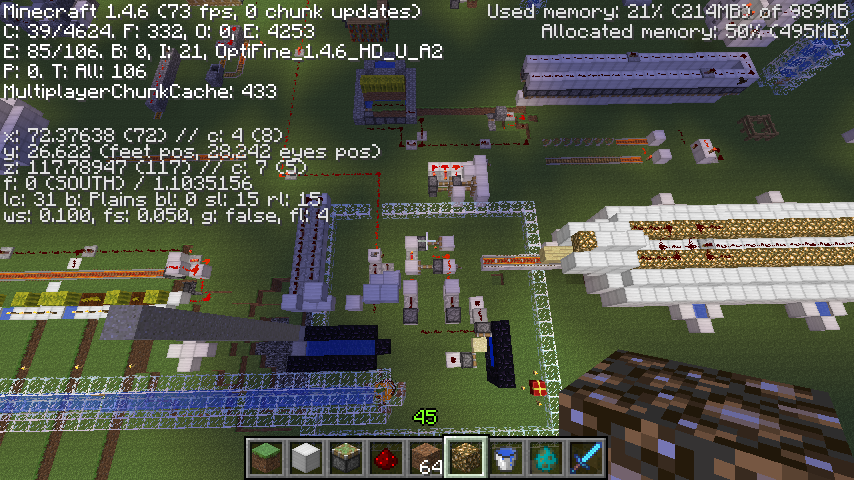 Minecraft 1.4.6 (73 fps, 0 chunk updates)
Used memory: 21% (214MB) of 989MB
C: 39/4624. F: 332, O: 0, E: 4253
Allocated memory: 50% (495MB)
E: 85/106. B: 0, I: 21, OptiFine_1.4.6_HD_U_A2
P: 0. T: All: 106
MultiplayerChunkCache: 433
x: 72.37638 (72) // c: 4 (8)
y: 26.622 (feet pos, 28.242 eyes pos)
z: 117.78947 (117) // c: 7 (5)
f: 0 (SOUTH) / 1.1035156
lc: 31 b: Plains bl: 0 sl: 15 rl: 15
ws: 0.100, fs: 0.050, g: false, fl: 4
45
64